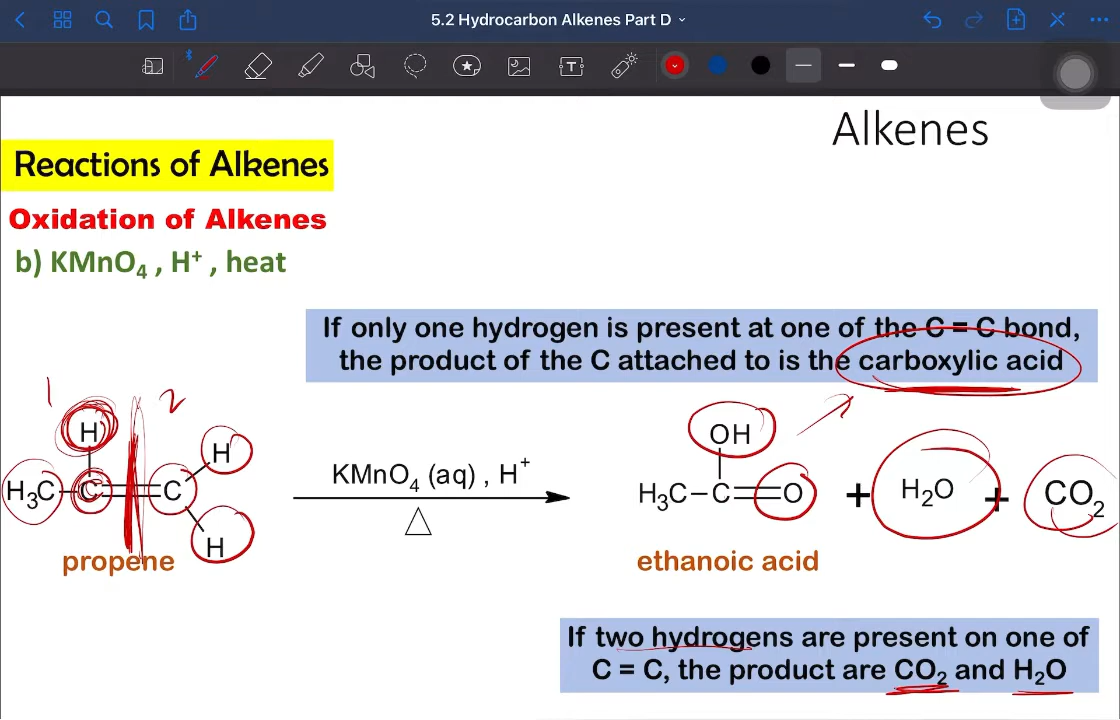 5.2 Hydrocarbon Alkenes Part D
Alkenes
Reactions of Alkenes
Oxidation of Alkenes
b) KMnO₄ , H⁺ , heat
If only one hydrogen is present at one of the C = C bond,
the product of the C attached to is the carboxylic acid
1 2
H
H
H₃C–C=C
H
propene
KMnO₄ (aq) , H⁺
△
OH
H₃C–C=O + H₂O + CO₂
ethanoic acid
If two hydrogens are present on one of
C = C, the product are CO₂ and H₂O